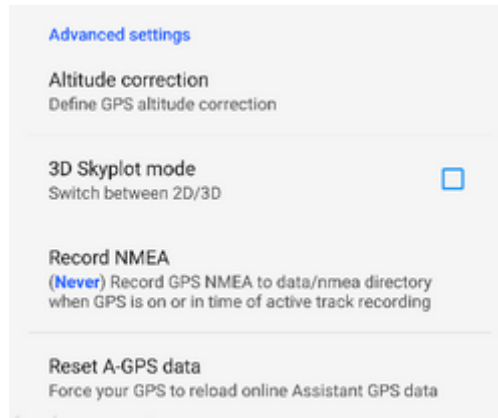 Advanced settings
Altitude correction
Define GPS altitude correction
3D Skyplot mode
Switch between 2D/3D
Record NMEA
(Never) Record GPS NMEA to data/nmea directory
when GPS is on or in time of active track recording
Reset A-GPS data
Force your GPS to reload online Assistant GPS data